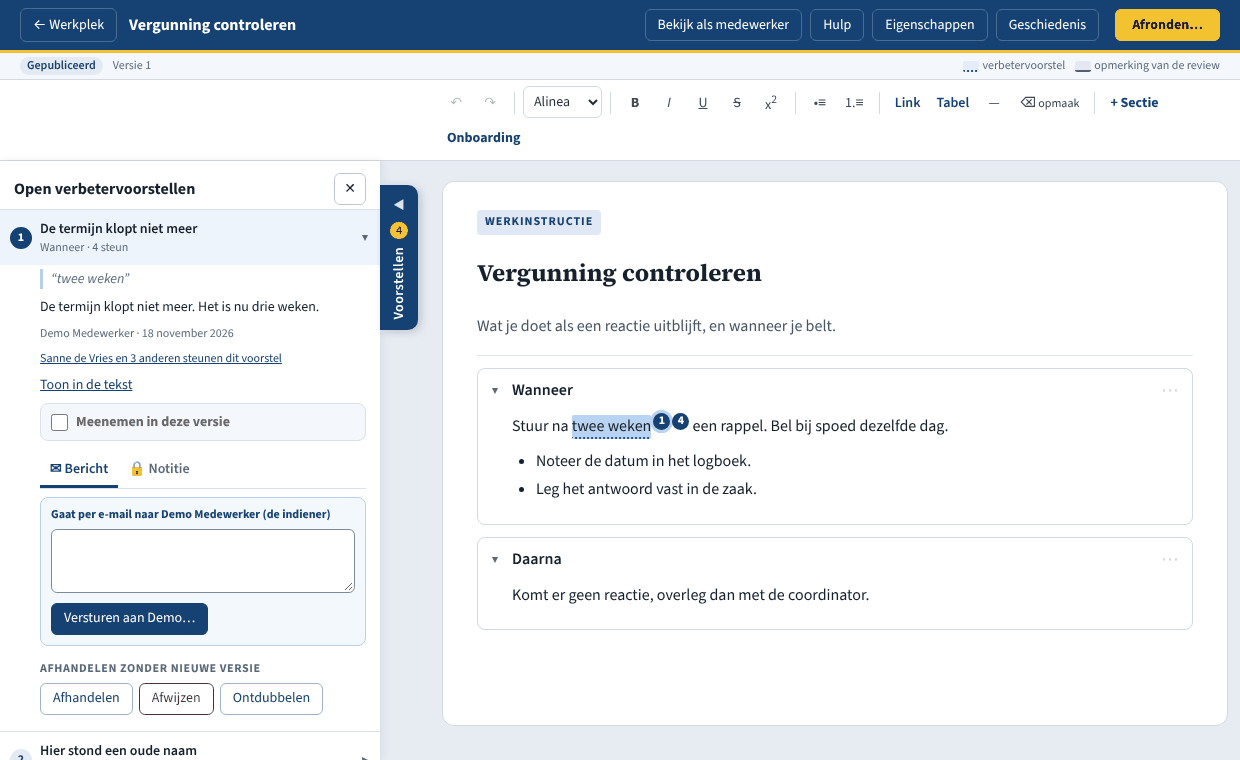 ← Werkplek Vergunning controleren Bekijk als medewerker Hulp Eigenschappen Geschiedenis Afronden…
Gepubliceerd Versie 1 verbetervoorstel opmerking van de review
↶ ↷ Alinea B I U S x² •≡ 1.≡ Link Tabel — ⌫ opmaak + Sectie
Onboarding
Open verbetervoorstellen ✕
1 De termijn klopt niet meer ▾
Wanneer · 4 steun
“twee weken”
De termijn klopt niet meer. Het is nu drie weken.
Demo Medewerker · 18 november 2026
Sanne de Vries en 3 anderen steunen dit voorstel
Toon in de tekst
Meenemen in deze versie
✉ Bericht 🔒 Notitie
Gaat per e-mail naar Demo Medewerker (de indiener)
Versturen aan Demo…
AFHANDELEN ZONDER NIEUWE VERSIE
Afhandelen Afwijzen Ontdubbelen
2 Hier stond een oude naam ▸
◀ 4 Voorstellen
WERKINSTRUCTIE
Vergunning controleren
Wat je doet als een reactie uitblijft, en wanneer je belt.
▾ Wanneer ···
Stuur na twee weken 1 4 een rappel. Bel bij spoed dezelfde dag.
• Noteer de datum in het logboek.
• Leg het antwoord vast in de zaak.
▾ Daarna ···
Komt er geen reactie, overleg dan met de coordinator.